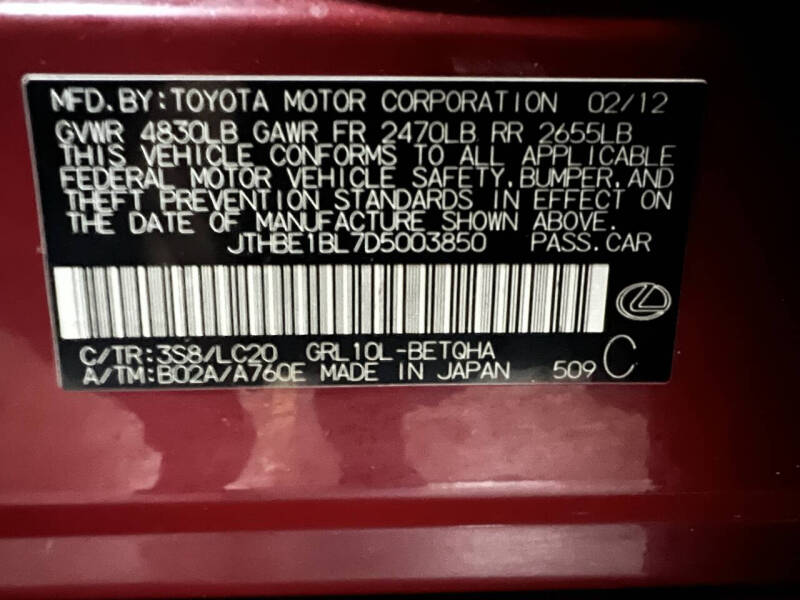 MFD. BY: TOYOTA MOTOR CORPORATION 02/12
GVWR 4830LB GAWR FR 2470LB RR 2655LB
THIS VEHICLE CONFORMS TO ALL APPLICABLE
FEDERAL MOTOR VEHICLE SAFETY, BUMPER, AND
THEFT PREVENTION STANDARDS IN EFFECT ON
THE DATE OF MANUFACTURE SHOWN ABOVE.
JTHBE1BL7D5003850 PASS. CAR
C/TR: 3S8/LC20 GRL10L-BETQHA
A/TM: B02A/A760E MADE IN JAPAN 509 C